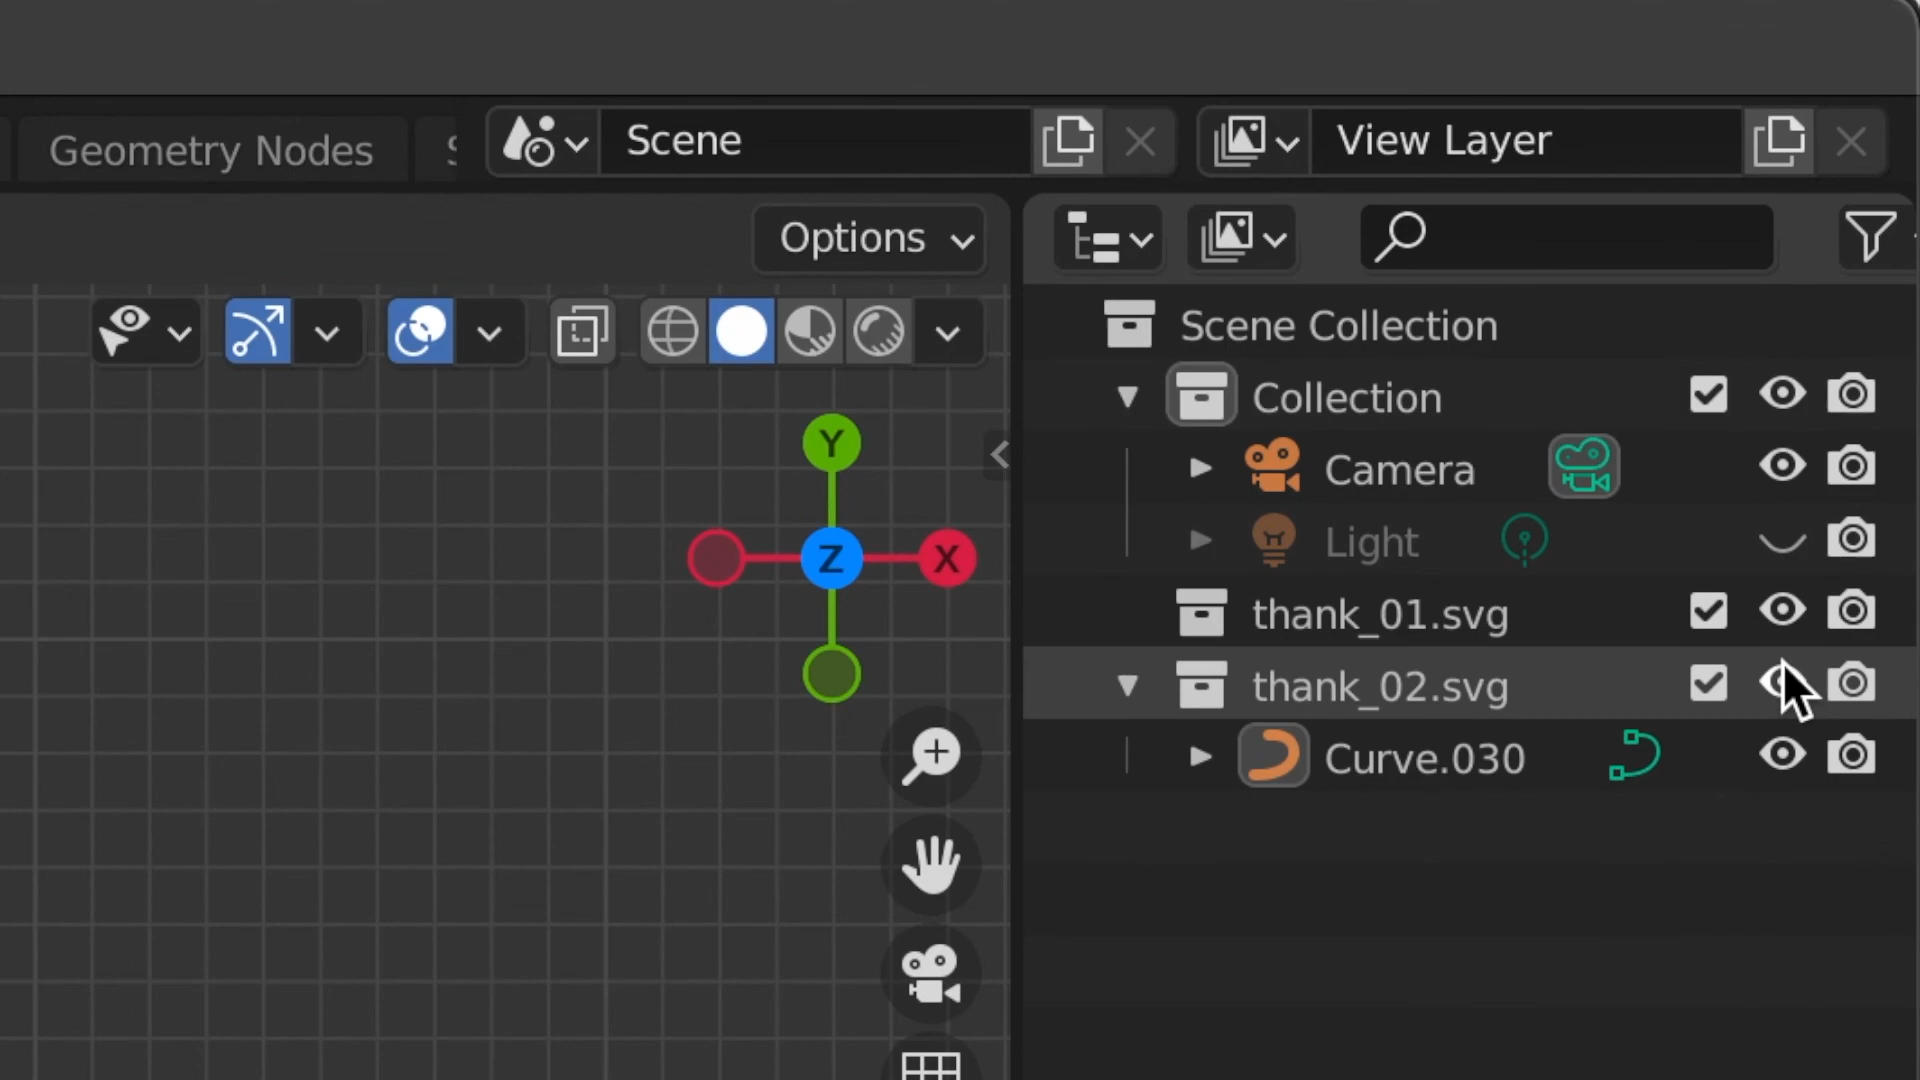 Geometry Nodes
Scene
View Layer
Options
Scene Collection
Collection
Camera
Light
thank_01.svg
thank_02.svg
Curve.030
Y
Z
X